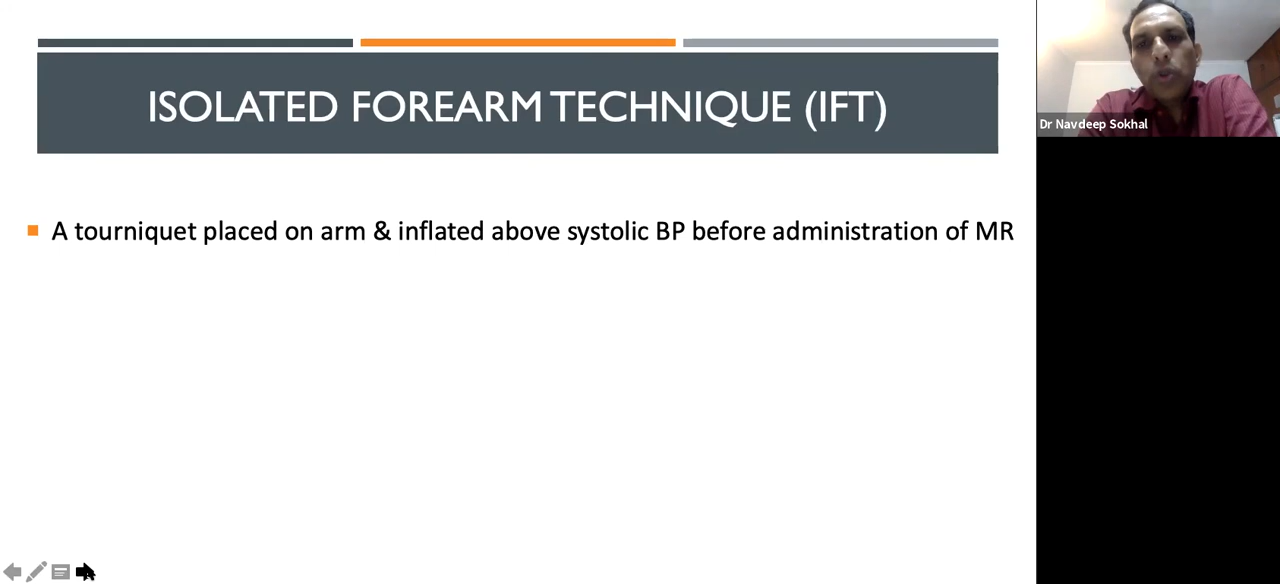 ISOLATED FOREARM TECHNIQUE (IFT)
A tourniquet placed on arm & inflated above systolic BP before administration of MR
Dr Navdeep Sokhal